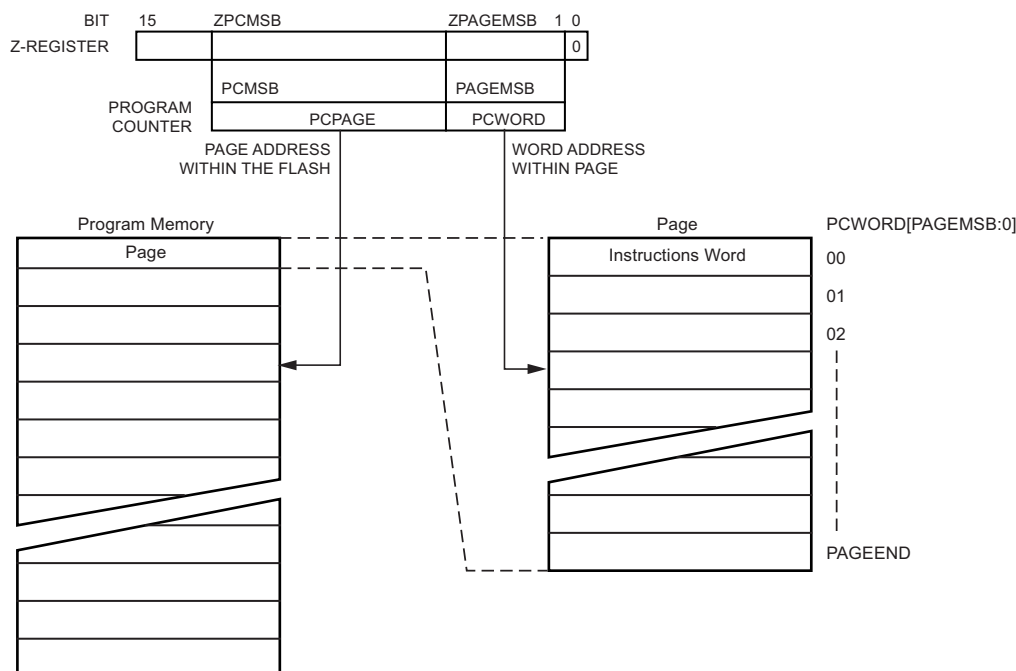 BIT 15 ZPCMSB ZPAGEMSB 1 0
Z-REGISTER 0
PCMSB PAGEMSB
PROGRAM
COUNTER
PCPAGE PCWORD
PAGE ADDRESS
WITHIN THE FLASH
WORD ADDRESS
WITHIN PAGE
Program Memory Page PCWORD[PAGEMSB:0]
Page Instructions Word 00
01
02
PAGEEND